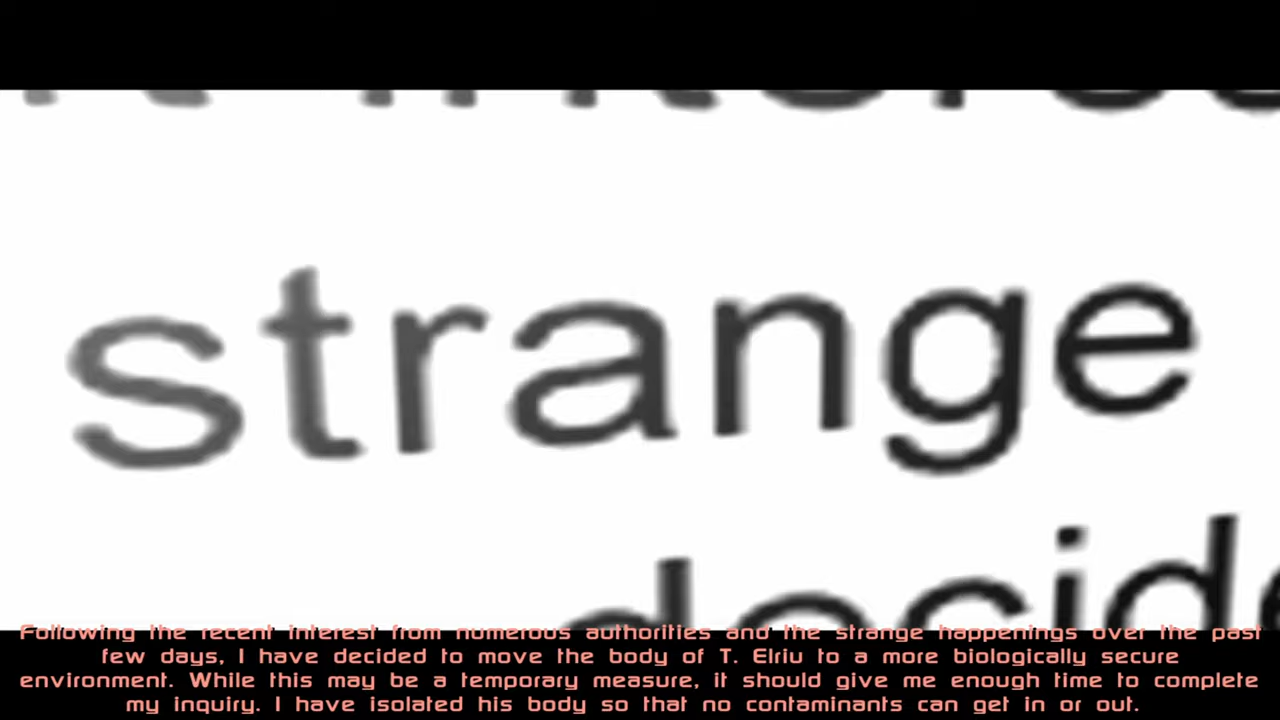 strange
Following the recent interest from numerous authorities and the strange happenings over the past
few days, I have decided to move the body of T. Elriu to a more biologically secure
environment. While this may be a temporary measure, it should give me enough time to complete
my inquiry. I have isolated his body so that no contaminants can get in or out.